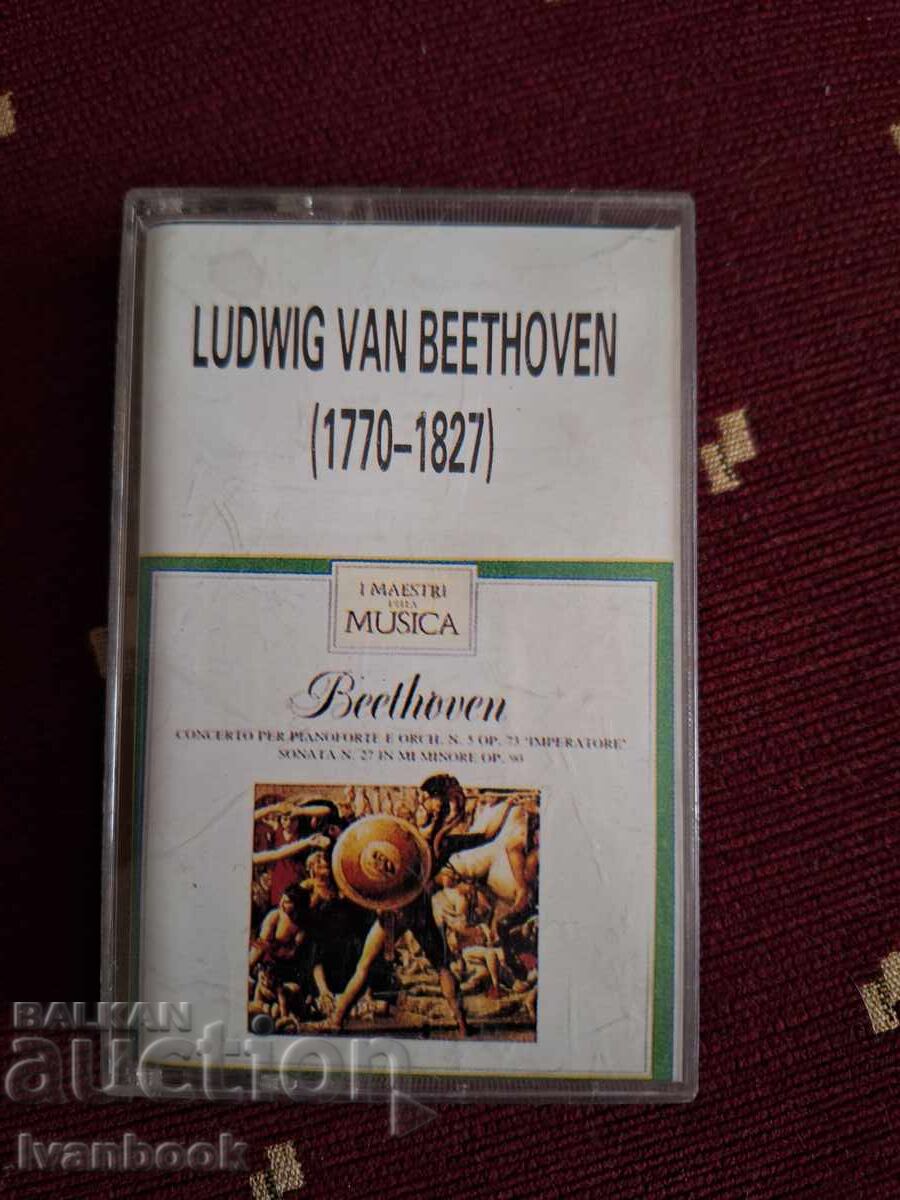 LUDWIG VAN BEETHOVEN
(1770-1827)
I MAESTRI
DELLA
MUSICA
Beethoven
CONCERTO PER PIANOFORTE E ORCH. N. 5 OP. 73 'IMPERATORE'
SONATA N. 27 IN MI MINORE OP. 90
BALKAN
auction
Ivanbook